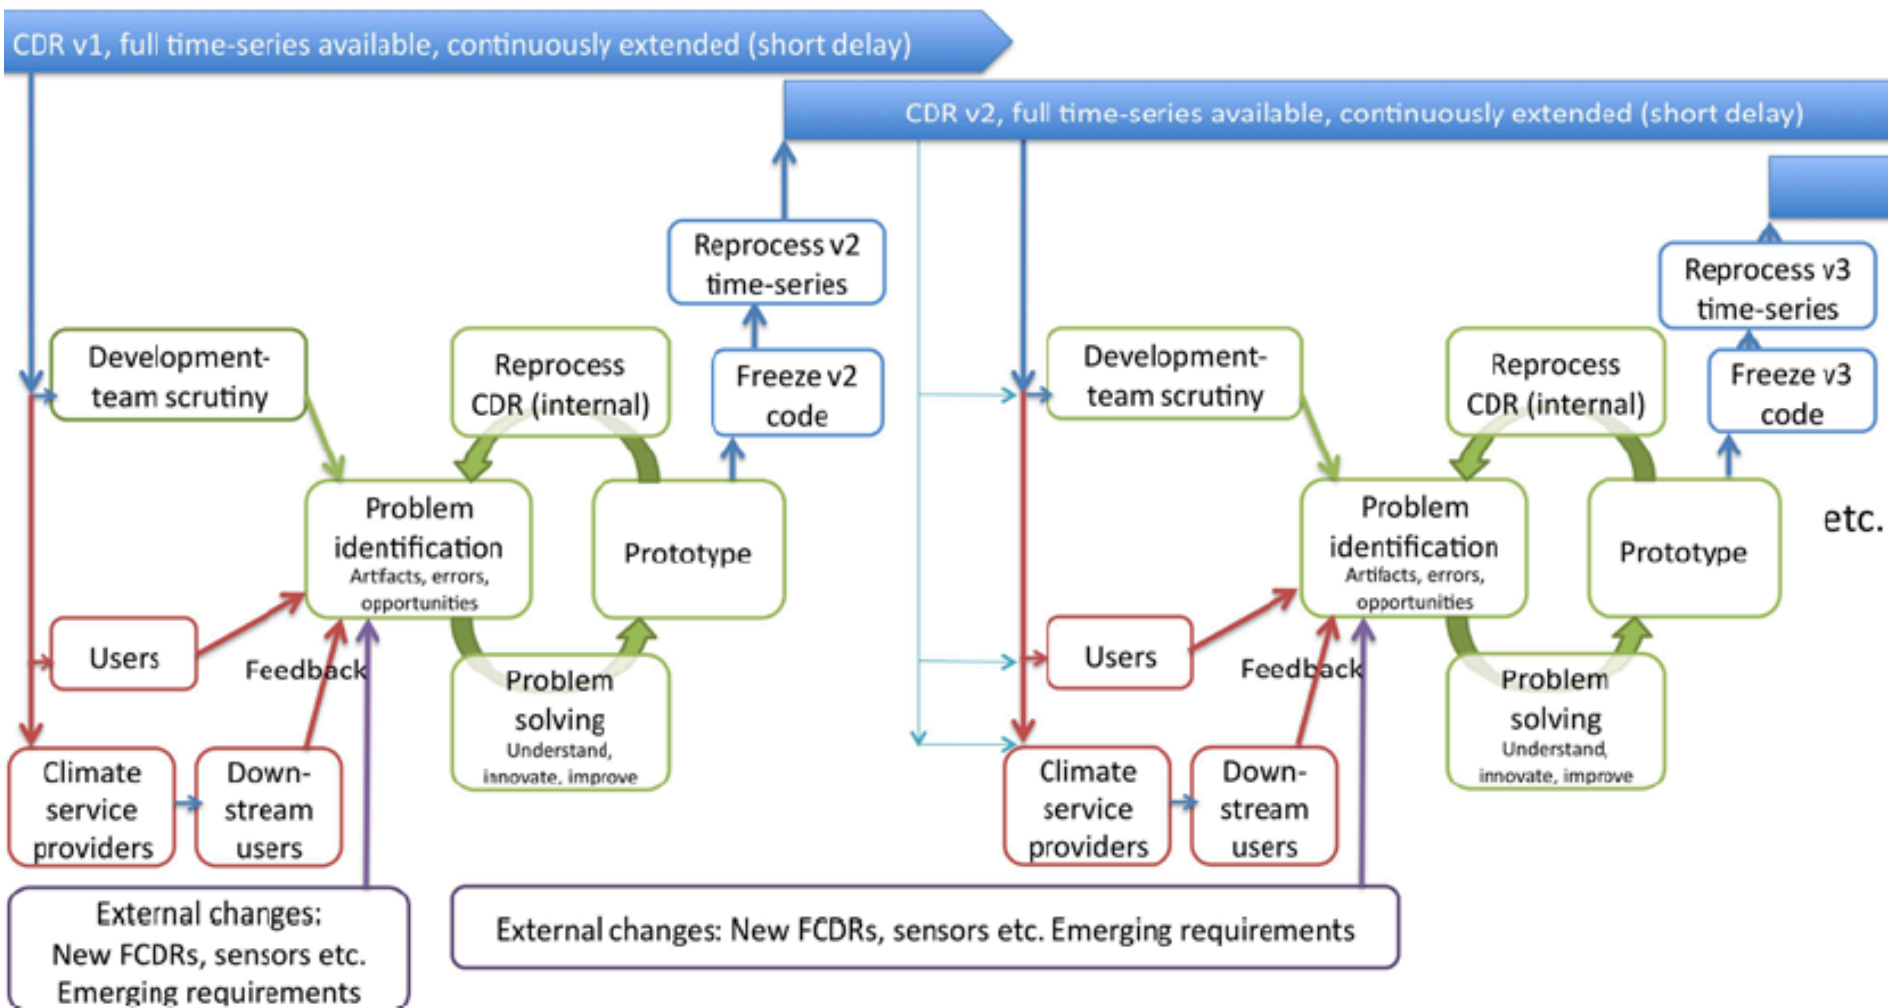 CDR v1, full time-series available, continuously extended (short delay)
CDR v2, full time-series available, continuously extended (short delay)
Reprocess v2
time-series
Freeze v2
code
Development-
team scrutiny
Reprocess
CDR (internal)
Problem
identification
Artifacts, errors,
opportunities
Prototype
Users
Feedback
Problem
solving
Understand,
innovate, improve
Climate
service
providers
Down-
stream
users
External changes:
New FCDRs, sensors etc.
Emerging requirements
Reprocess v3
time-series
Freeze v3
code
Development-
team scrutiny
Reprocess
CDR (internal)
Problem
identification
Artifacts, errors,
opportunities
Prototype
etc.
Users
Feedback
Problem
solving
Understand,
innovate, improve
Climate
service
providers
Down-
stream
users
External changes: New FCDRs, sensors etc. Emerging requirements